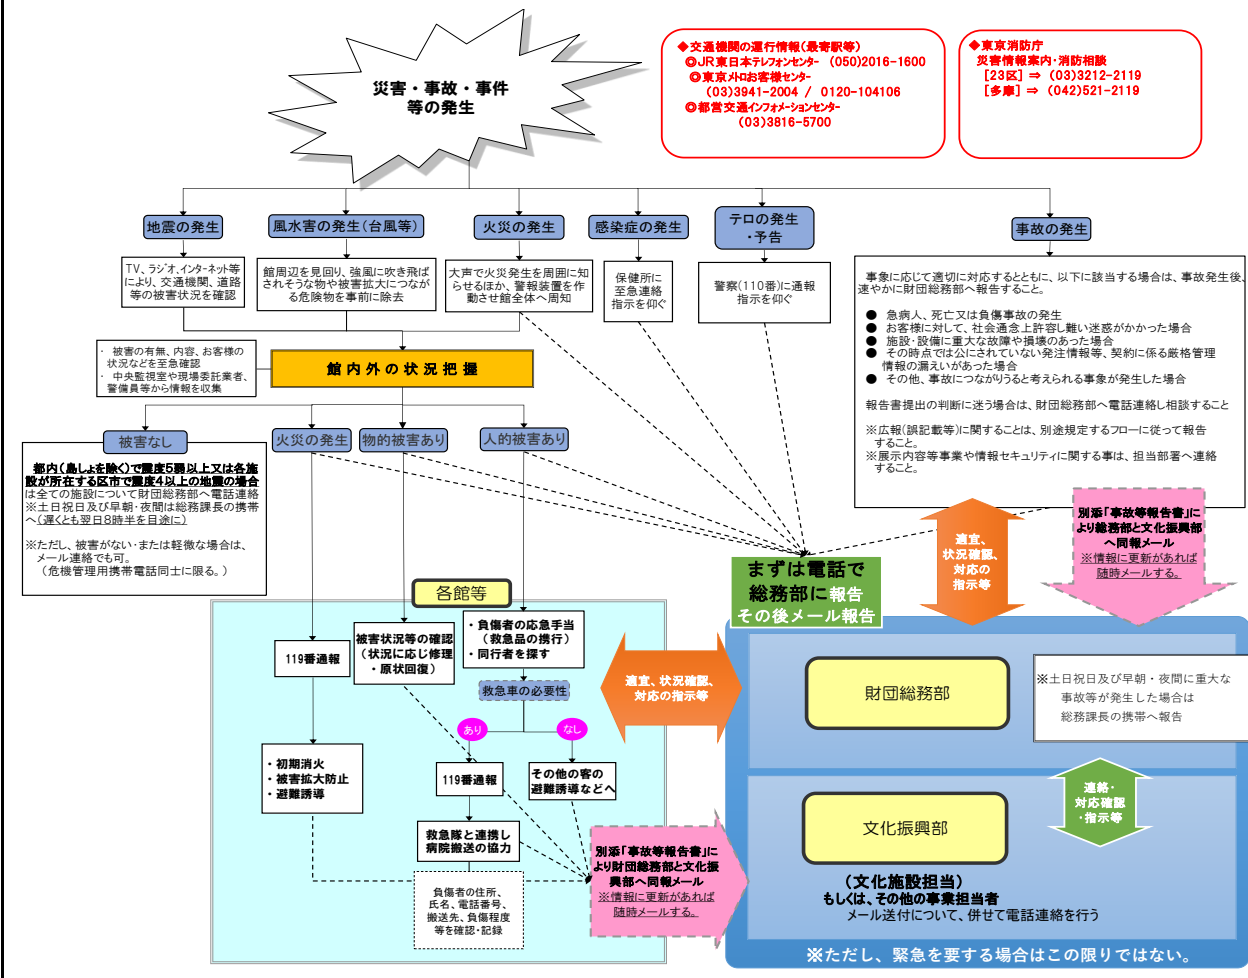 災害・事故・事件
等の発生
◆交通機関の運行情報(最寄駅等)
◎JR東日本テレフォンセンター (050)2016-1600
◎東京メトロお客様センター
(03)3941-2004 / 0120-104106
◎都営交通インフォメーションセンター
(03)3816-5700
◆東京消防庁
災害情報案内・消防相談
[23区] ⇒ (03)3212-2119
[多摩] ⇒ (042)521-2119
地震の発生
風水害の発生(台風等)
火災の発生
感染症の発生
テロの発生
・予告
事故の発生
TV、ラジオ、インターネット等
により、交通機関、道路
等の被害状況を確認
館周辺を見回り、強風に吹き飛ば
されそうな物や被害拡大につなが
る危険物を事前に除去
大声で火災発生を周囲に知
らせるほか、警報装置を作
動させ館全体へ周知
保健所に
至急連絡
指示を仰ぐ
警察(110番)に通報
指示を仰ぐ
事象に応じて適切に対応するとともに、以下に該当する場合は、事故発生後、
速やかに財団総務部へ報告すること。
● 急病人、死亡又は負傷事故の発生
● お客様に対して、社会通念上許容し難い迷惑がかかった場合
● 施設・設備に重大な故障や損壊のあった場合
● その時点では公にされていない発注情報等、契約に係る厳格管理
情報の漏えいがあった場合
● その他、事故につながりうると考えられる事象が発生した場合
報告書提出の判断に迷う場合は、財団総務部へ電話連絡し相談すること
※広報(誤記載等)に関することは、別途規定するフローに従って報告
すること。
※展示内容等事業や情報セキュリティに関する事は、担当部署へ連絡
すること。
・ 被害の有無、内容、お客様の
状況などを至急確認
・ 中央監視室や現場委託業者、
警備員等から情報を収集
館内外の状況把握
被害なし
火災の発生
物的被害あり
人的被害あり
都内(島しょを除く)で震度5弱以上又は各施
設が所在する区市で震度4以上の地震の場合
は全ての施設について財団総務部へ電話連絡
※土日祝日及び早朝・夜間は総務課長の携帯
へ(遅くとも翌日8時半を目途に)
※ただし、被害がない・または軽微な場合は、
メール連絡でも可。
(危機管理用携帯電話同士に限る。)
適宜、
状況確認、
対応の
指示等
別添「事故等報告書」に
より総務部と文化振興部
へ同報メール
※情報に更新があれば
随時メールする。
まずは電話で
総務部に報告
その後メール報告
各館等
119番通報
被害状況等の確認
(状況に応じ修理
・原状回復)
・負傷者の応急手当
(救急品の携行)
・同行者を探す
救急車の必要性
あり
なし
・初期消火
・被害拡大防止
・避難誘導
119番通報
その他の客の
避難誘導などへ
救急隊と連携し
病院搬送の協力
負傷者の住所、
氏名、電話番号、
搬送先、負傷程度
等を確認・記録
適宜、状況確認、
対応の指示等
別添「事故等報告書」に
より財団総務部と文化振
興部へ同報メール
※情報に更新があれば
随時メールする。
財団総務部
※土日祝日及び早朝・夜間に重大な
事故等が発生した場合は
総務課長の携帯へ報告
連絡・
対応確認
・指示等
文化振興部
(文化施設担当)
もしくは、その他の事業担当者
メール送付について、併せて電話連絡を行う
※ただし、緊急を要する場合はこの限りではない。